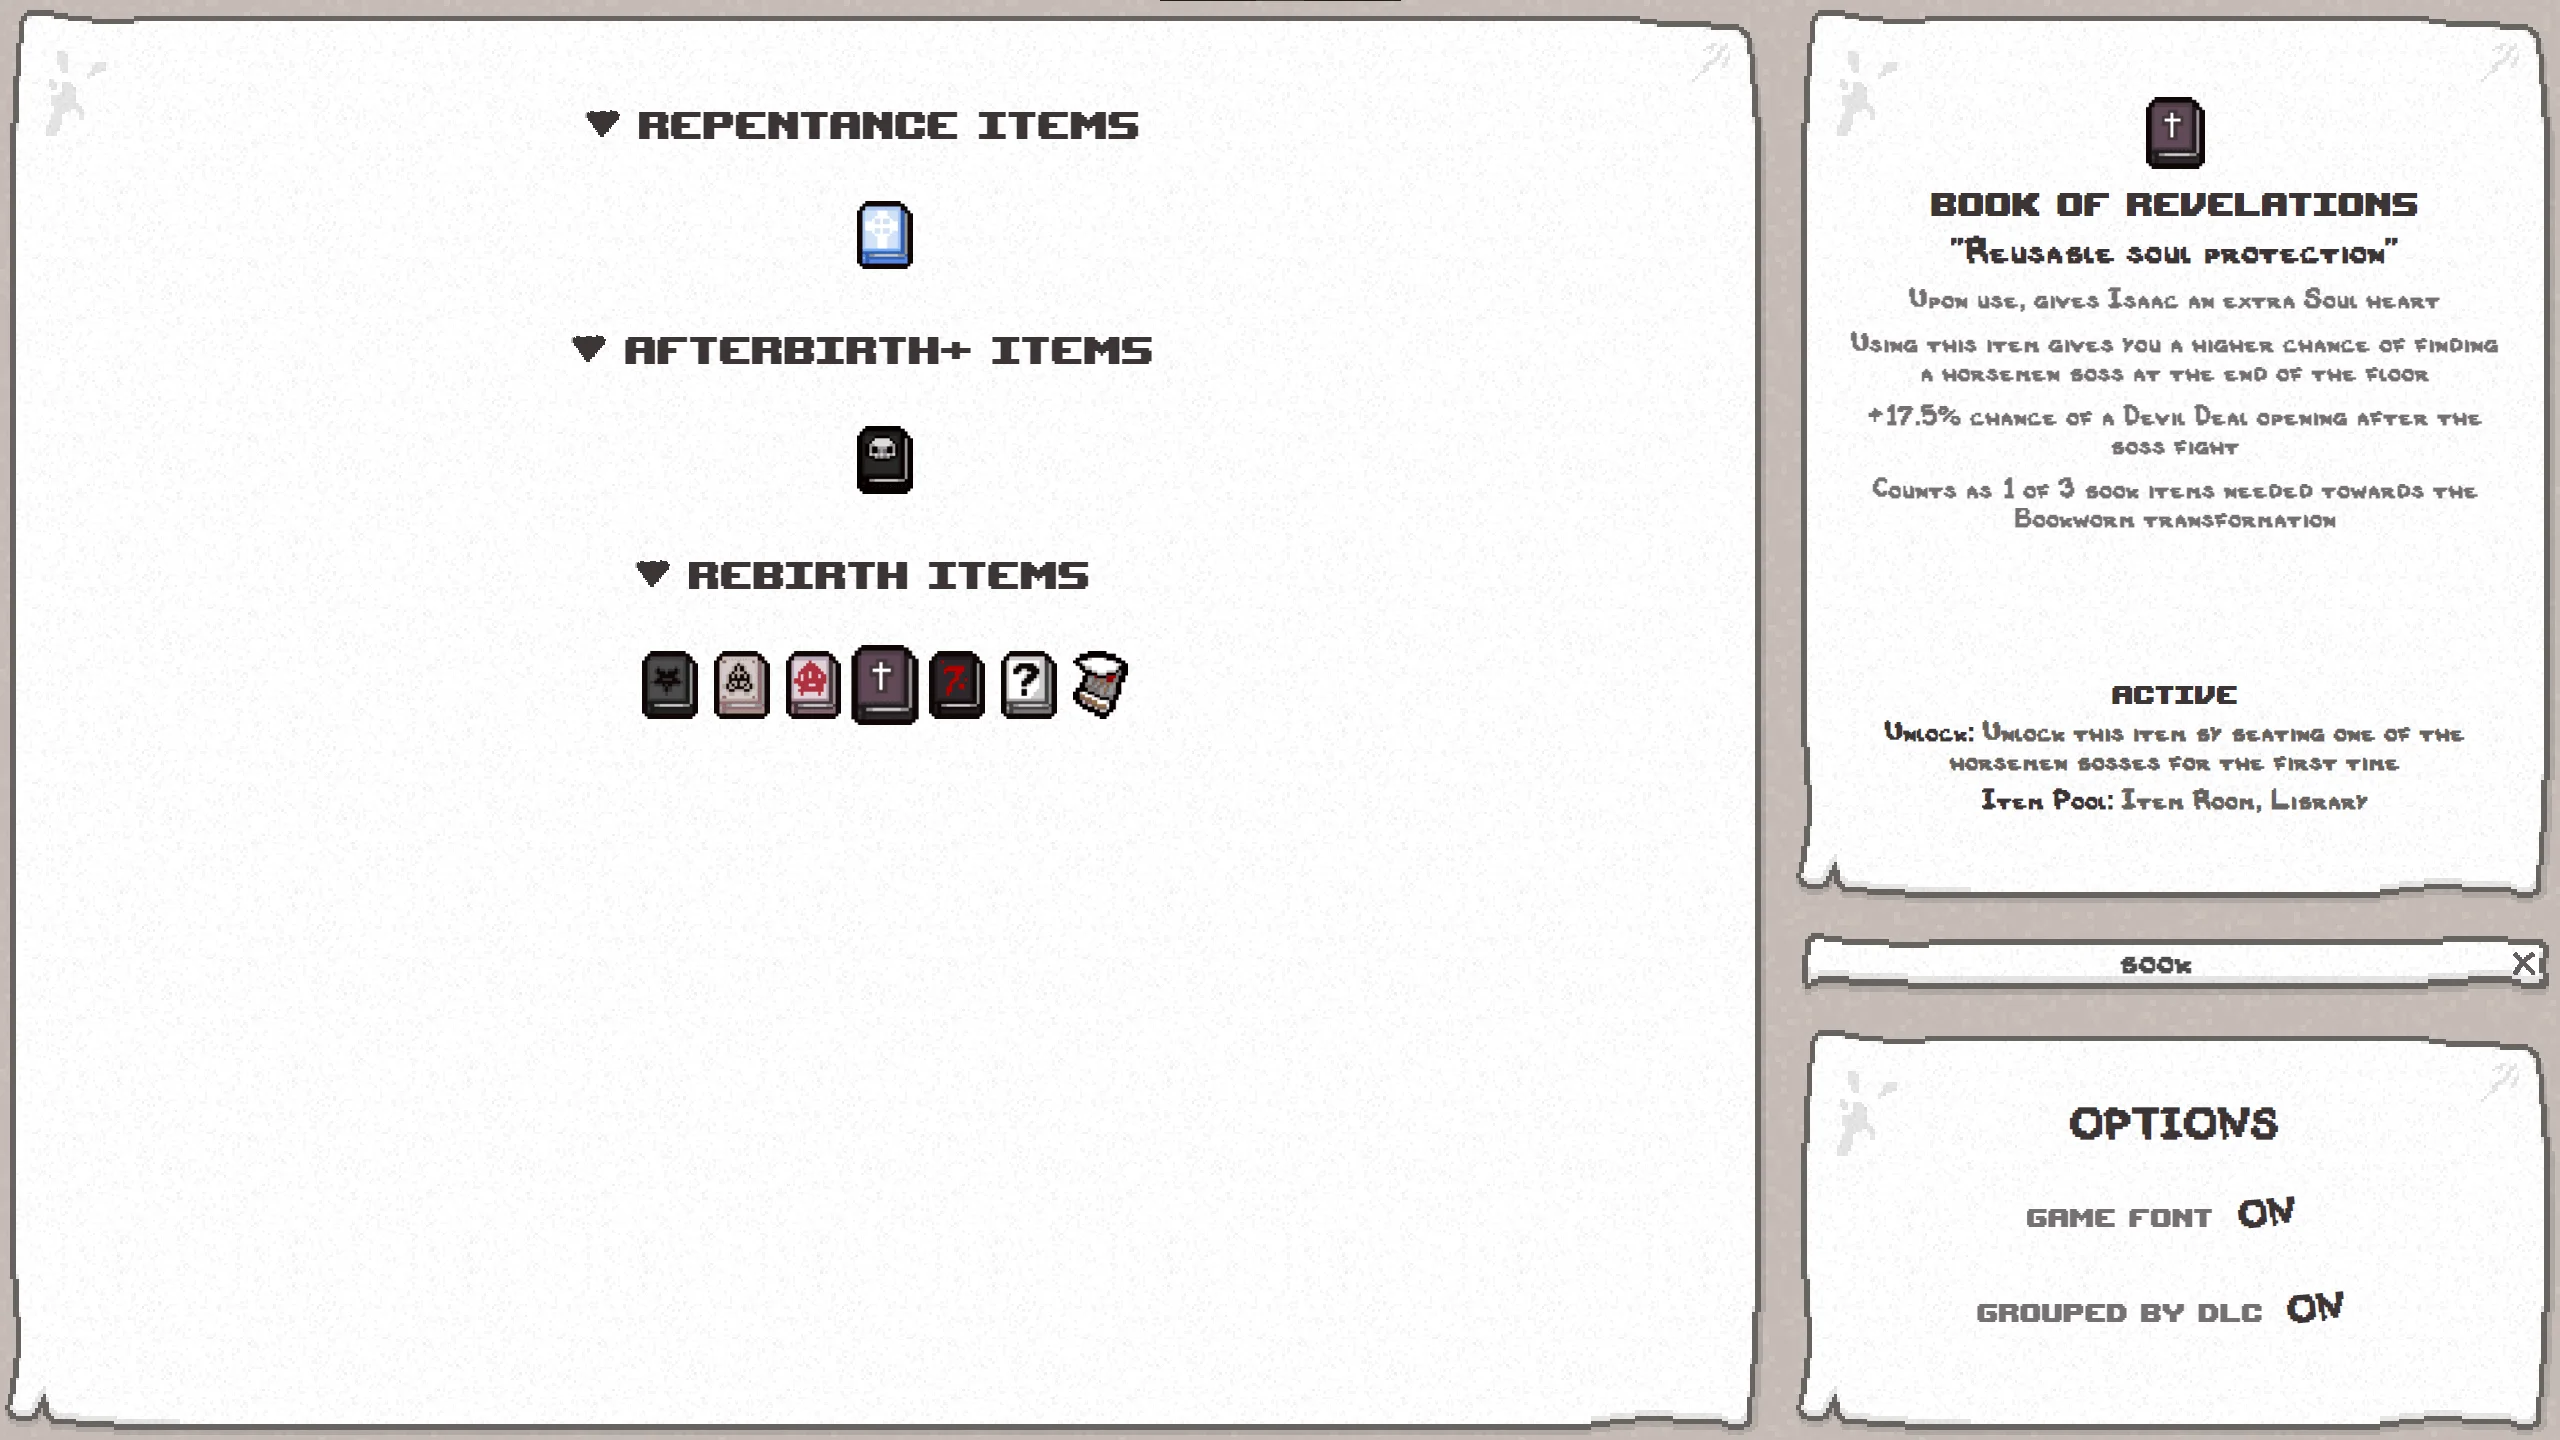 REPENTANCE ITEMS
AFTERBIRTH+ ITEMS
REBIRTH ITEMS
BOOK OF REVELATIONS
"Reusable soul protection"
Upon use, gives Isaac an extra Soul heart
Using this item gives you a higher chance of finding
a horsemen boss at the end of the floor
+17.5% chance of a Devil Deal opening after the
boss fight
Counts as 1 of 3 book items needed towards the
Bookworm transformation
ACTIVE
Unlock: Unlock this item by beating one of the
horsemen bosses for the first time
Item Pool: Item Room, Library
book
OPTIONS
GAME FONT ON
GROUPED BY DLC ON